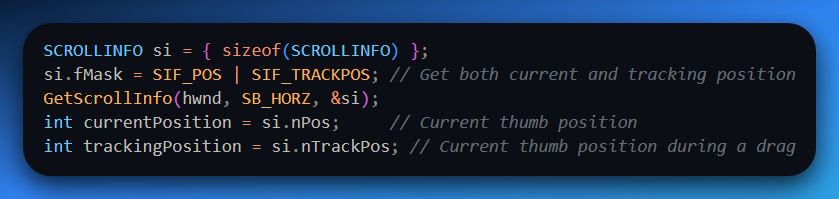 SCROLLINFO si = { sizeof(SCROLLINFO) };
si.fMask = SIF_POS | SIF_TRACKPOS; // Get both current and tracking position
GetScrollInfo(hwnd, SB_HORZ, &si);
int currentPosition = si.nPos;     // Current thumb position
int trackingPosition = si.nTrackPos; // Current thumb position during a drag